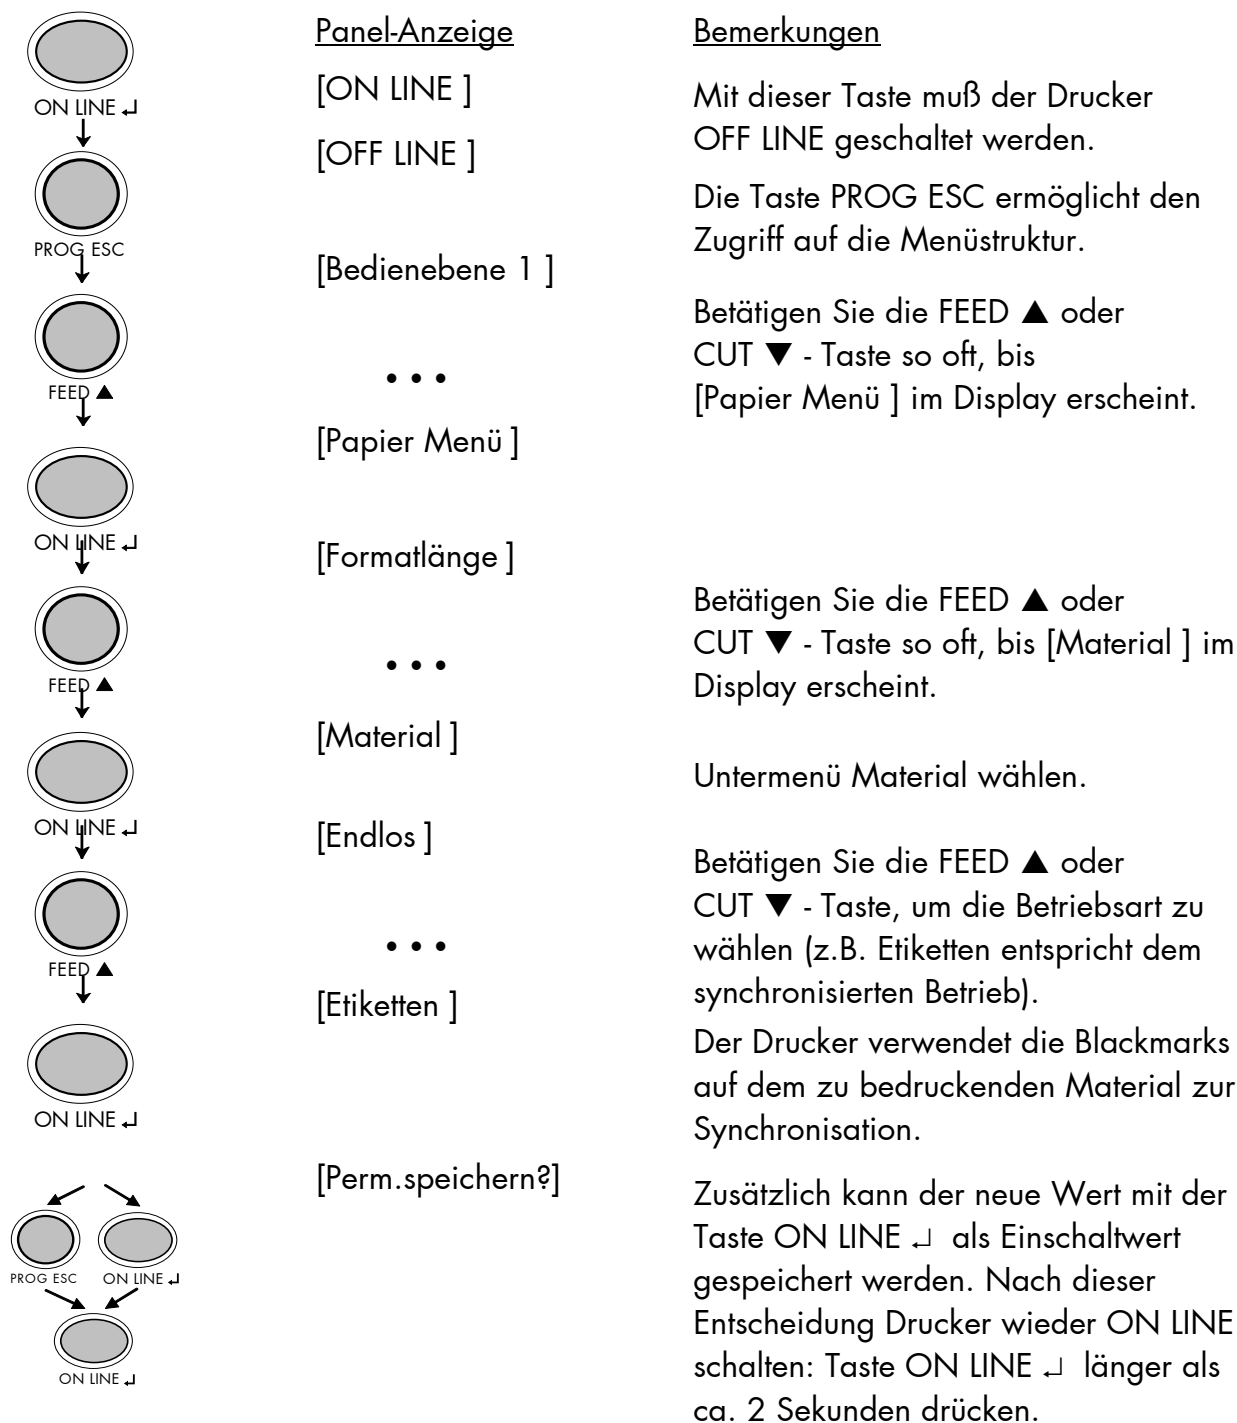 Panel-Anzeige
Bemerkungen
ON LINE ↵
[ON LINE ]
[OFF LINE ]
Mit dieser Taste muß der Drucker
OFF LINE geschaltet werden.
PROG ESC
[Bedienebene 1 ]
Die Taste PROG ESC ermöglicht den
Zugriff auf die Menüstruktur.
FEED ▲
• • •
[Papier Menü ]
Betätigen Sie die FEED ▲ oder
CUT ▼ - Taste so oft, bis
[Papier Menü ] im Display erscheint.
ON LINE ↵
[Formatlänge ]
FEED ▲
• • •
[Material ]
Betätigen Sie die FEED ▲ oder
CUT ▼ - Taste so oft, bis [Material ] im
Display erscheint.
ON LINE ↵
[Endlos ]
Untermenü Material wählen.
FEED ▲
• • •
[Etiketten ]
Betätigen Sie die FEED ▲ oder
CUT ▼ - Taste, um die Betriebsart zu
wählen (z.B. Etiketten entspricht dem
synchronisierten Betrieb).
ON LINE ↵
Der Drucker verwendet die Blackmarks
auf dem zu bedruckenden Material zur
Synchronisation.
[Perm.speichern?]
PROG ESC
ON LINE ↵
ON LINE ↵
Zusätzlich kann der neue Wert mit der
Taste ON LINE ↵ als Einschaltwert
gespeichert werden. Nach dieser
Entscheidung Drucker wieder ON LINE
schalten: Taste ON LINE ↵ länger als
ca. 2 Sekunden drücken.